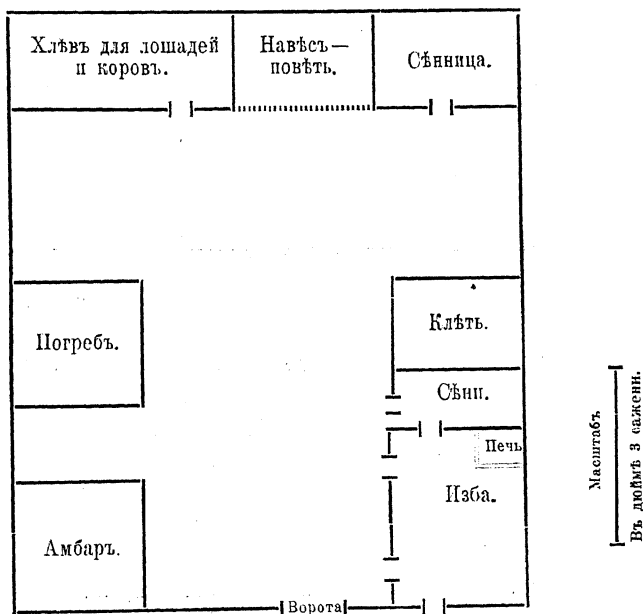 Хлѣвъ для лошадей
и коровъ.
Навѣсъ—
повѣть.
Сѣнница.
Погребъ.
Клѣть.
Сѣни.
Печь
Изба.
Амбаръ.
Ворота
Масштабъ
Въ дюймѣ 3 сажени.